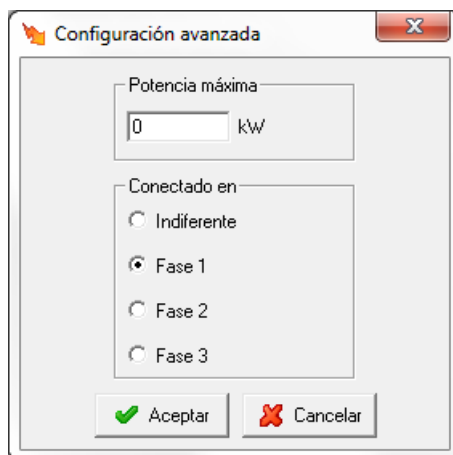 Configuración avanzada
Potencia máxima
0 kW
Conectado en
Indiferente
Fase 1
Fase 2
Fase 3
Aceptar Cancelar